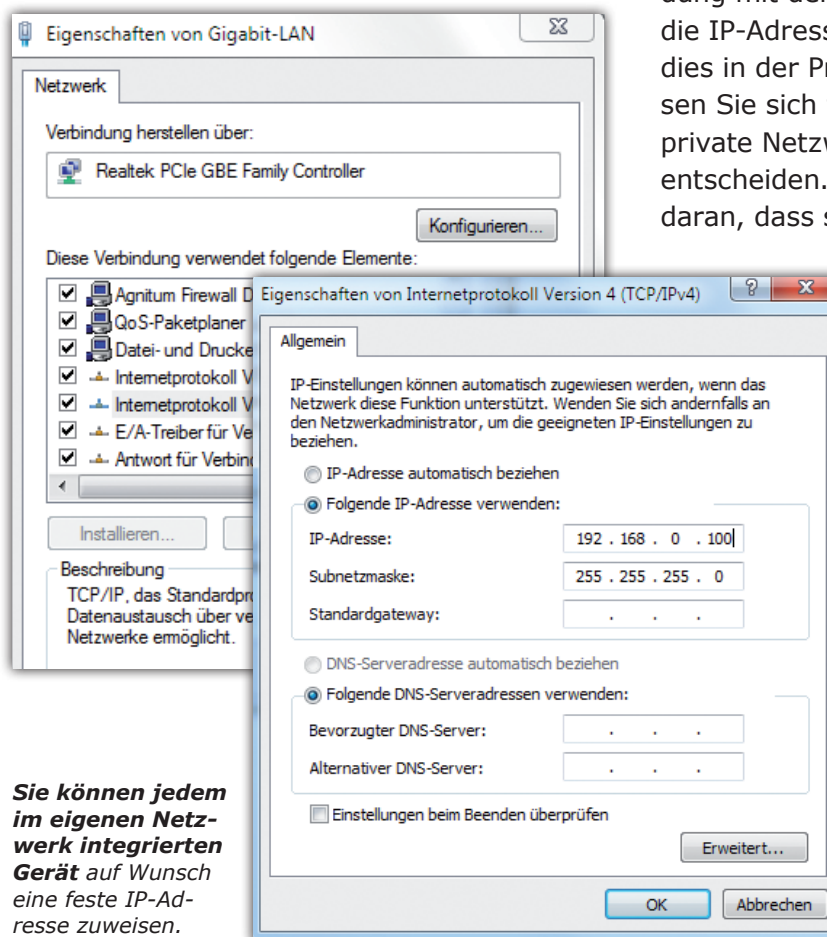 dung mit der
die IP-Adress
dies in der Pr
sen Sie sich
private Netzw
entscheiden.
daran, dass s
Eigenschaften von Gigabit-LAN
Netzwerk
Verbindung herstellen über:
Realtek PCIe GBE Family Controller
Konfigurieren...
Diese Verbindung verwendet folgende Elemente:
Agnitum Firewall D
QoS-Paketplaner
Datei- und Drucke
Internetprotokoll V
Internetprotokoll V
E/A-Treiber für Ve
Antwort für Verbind
Installieren...
Beschreibung
TCP/IP, das Standardpro
Datenaustausch über ve
Netzwerke ermöglicht.
Eigenschaften von Internetprotokoll Version 4 (TCP/IPv4)
Allgemein
IP-Einstellungen können automatisch zugewiesen werden, wenn das
Netzwerk diese Funktion unterstützt. Wenden Sie sich andernfalls an
den Netzwerkadministrator, um die geeigneten IP-Einstellungen zu
beziehen.
IP-Adresse automatisch beziehen
Folgende IP-Adresse verwenden:
IP-Adresse: 192 . 168 . 0 . 100
Subnetzmaske: 255 . 255 . 255 . 0
Standardgateway: . . .
DNS-Serveradresse automatisch beziehen
Folgende DNS-Serveradressen verwenden:
Bevorzugter DNS-Server: . . .
Alternativer DNS-Server: . . .
Einstellungen beim Beenden überprüfen
Erweitert...
OK Abbrechen
Sie können jedem
im eigenen Netz-
werk integrierten
Gerät auf Wunsch
eine feste IP-Ad-
resse zuweisen.